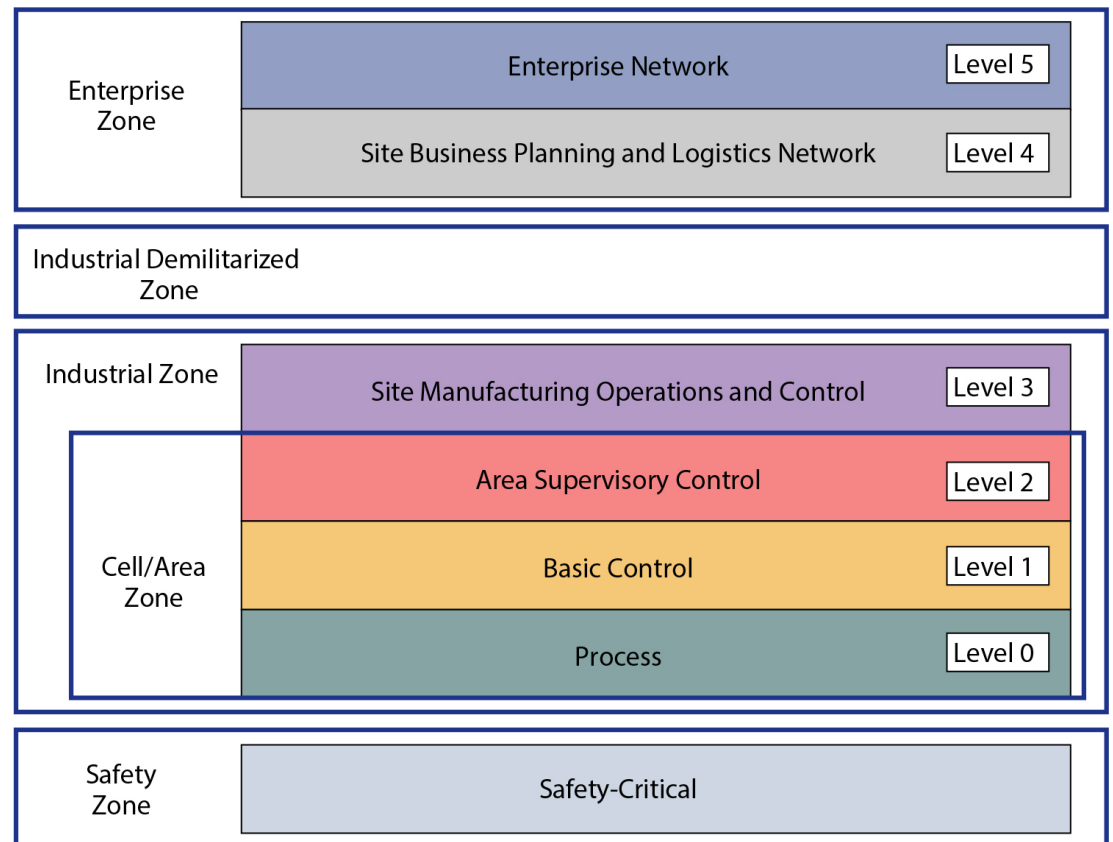 Enterprise
Zone
Enterprise Network
Level 5
Site Business Planning and Logistics Network
Level 4
Industrial Demilitarized
Zone
Industrial Zone
Site Manufacturing Operations and Control
Level 3
Cell/Area
Zone
Area Supervisory Control
Level 2
Basic Control
Level 1
Process
Level 0
Safety
Zone
Safety-Critical